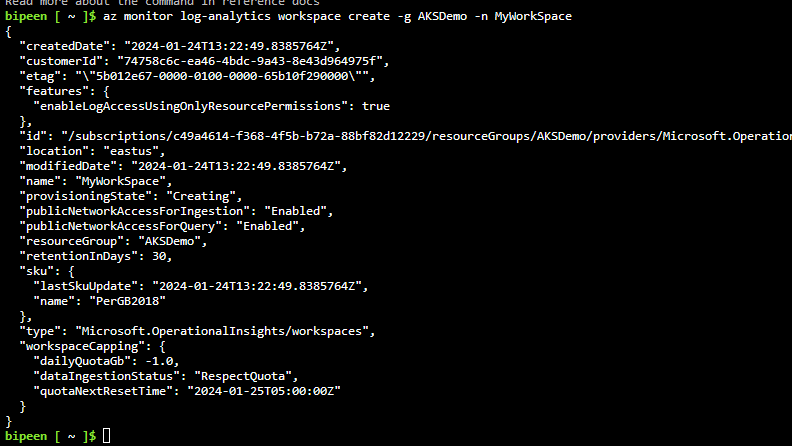 Read more about the command in reference docs
bipeen [ ~ ]$ az monitor log-analytics workspace create -g AKSDemo -n MyWorkSpace
{
  "createdDate": "2024-01-24T13:22:49.8385764Z",
  "customerId": "74758c6c-ea46-4bdc-9a43-8e43d964975f",
  "etag": "\"5b012e67-0000-0100-0000-65b10f290000\"",
  "features": {
    "enableLogAccessUsingOnlyResourcePermissions": true
  },
  "id": "/subscriptions/c49a4614-f368-4f5b-b72a-88bf82d12229/resourceGroups/AKSDemo/providers/Microsoft.Operation
  "location": "eastus",
  "modifiedDate": "2024-01-24T13:22:49.8385764Z",
  "name": "MyWorkSpace",
  "provisioningState": "Creating",
  "publicNetworkAccessForIngestion": "Enabled",
  "publicNetworkAccessForQuery": "Enabled",
  "resourceGroup": "AKSDemo",
  "retentionInDays": 30,
  "sku": {
    "lastSkuUpdate": "2024-01-24T13:22:49.8385764Z",
    "name": "PerGB2018"
  },
  "type": "Microsoft.OperationalInsights/workspaces",
  "workspaceCapping": {
    "dailyQuotaGb": -1.0,
    "dataIngestionStatus": "RespectQuota",
    "quotaNextResetTime": "2024-01-25T05:00:00Z"
  }
}
bipeen [ ~ ]$